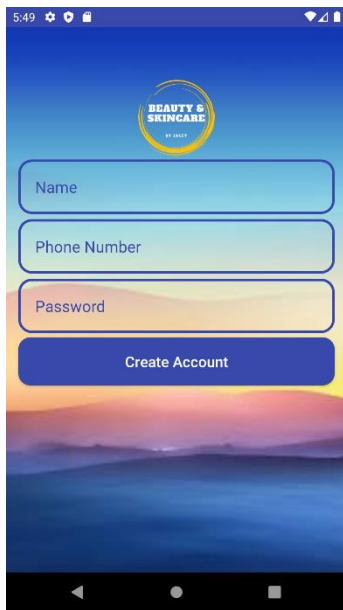 5:49
BEAUTY &
SKINCARE
Name
Phone Number
Password
Create Account